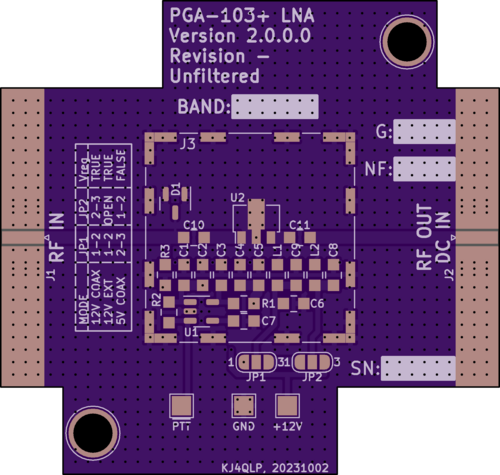 PGA-103+ LNA
Version 2.0.0.0
Revision -
Unfiltered
BAND:
G:
NF:
J3
MODE | JP1 | JP2 | Vreg
12V COAX | 1-2 | 2-3 | TRUE
12V EXT | 1-2 | OPEN | TRUE
5V COAX | 2-3 | 1-2 | FALSE
D1
U2
RF IN
J1
RF OUT
DC IN
J2
C10
C11
R3 C1 C2 C3 C4 C5 L1 C9 L2 C8
R2
R1
C6
U1
C7
1 3
JP1
1 3
JP2
SN:
PTT
GND
+12V
KJ4QLP, 20231002